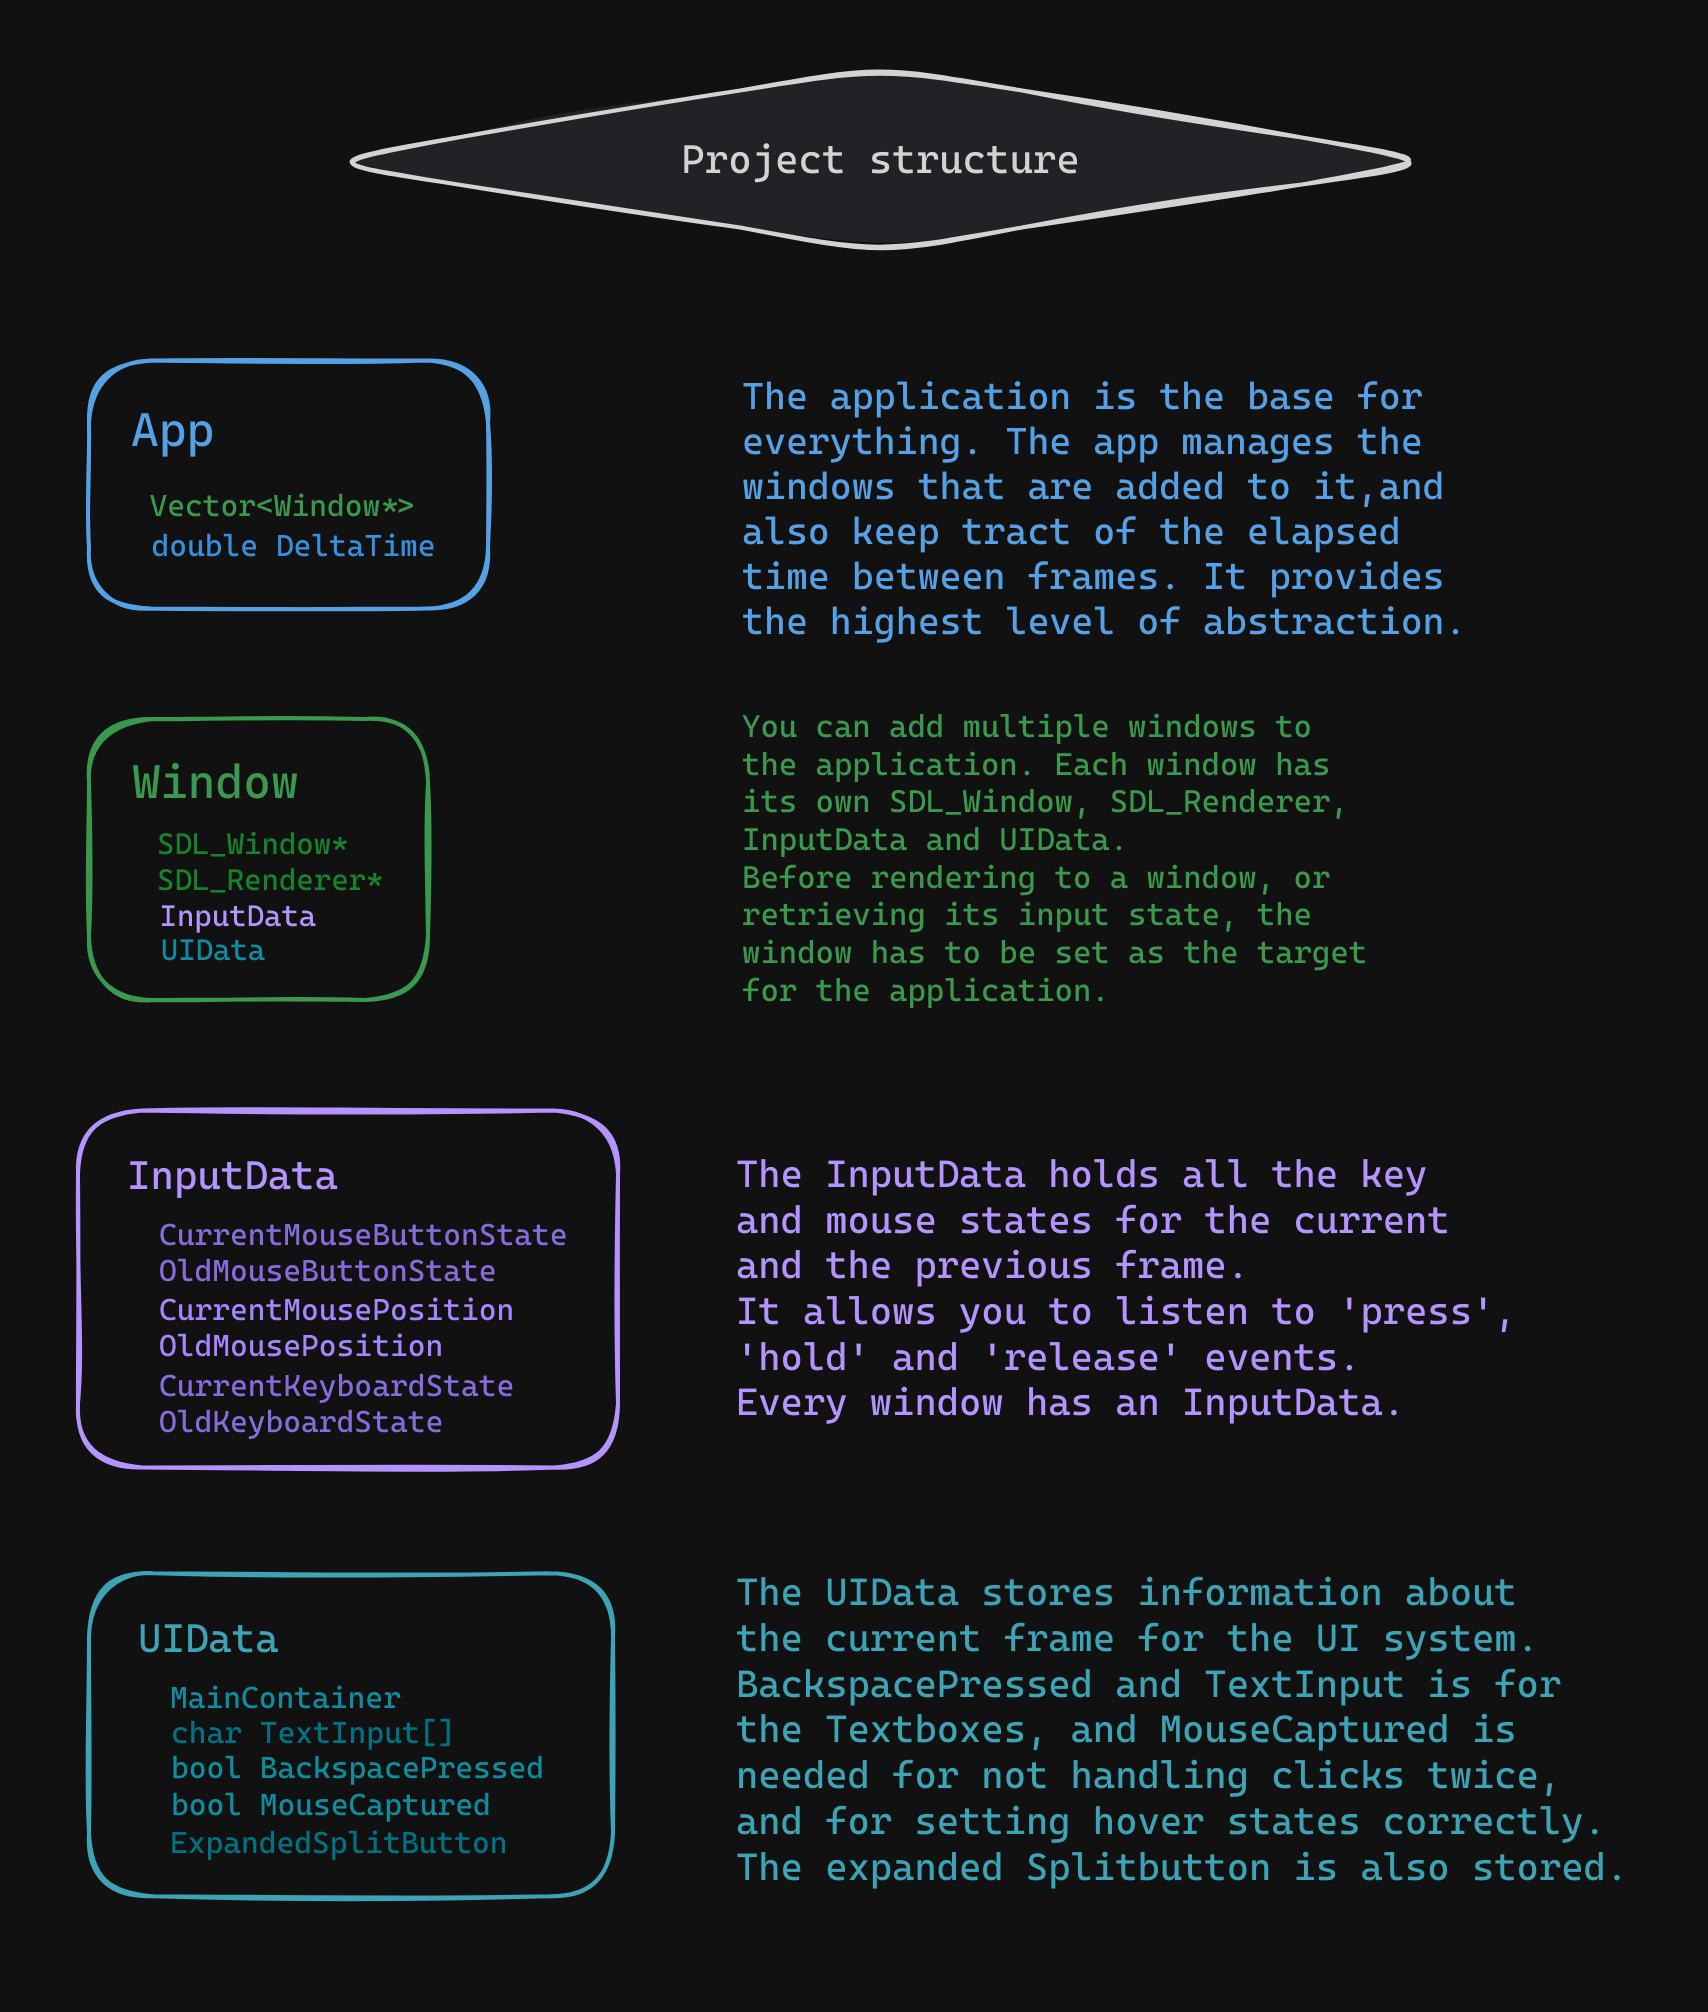 Project structure
App
Vector<Window*>
double DeltaTime
The application is the base for
everything. The app manages the
windows that are added to it,and
also keep tract of the elapsed
time between frames. It provides
the highest level of abstraction.
Window
SDL_Window*
SDL_Renderer*
InputData
UIData
You can add multiple windows to
the application. Each window has
its own SDL_Window, SDL_Renderer,
InputData and UIData.
Before rendering to a window, or
retrieving its input state, the
window has to be set as the target
for the application.
InputData
CurrentMouseButtonState
OldMouseButtonState
CurrentMousePosition
OldMousePosition
CurrentKeyboardState
OldKeyboardState
The InputData holds all the key
and mouse states for the current
and the previous frame.
It allows you to listen to 'press',
'hold' and 'release' events.
Every window has an InputData.
UIData
MainContainer
char TextInput[]
bool BackspacePressed
bool MouseCaptured
ExpandedSplitButton
The UIData stores information about
the current frame for the UI system.
BackspacePressed and TextInput is for
the Textboxes, and MouseCaptured is
needed for not handling clicks twice,
and for setting hover states correctly.
The expanded Splitbutton is also stored.